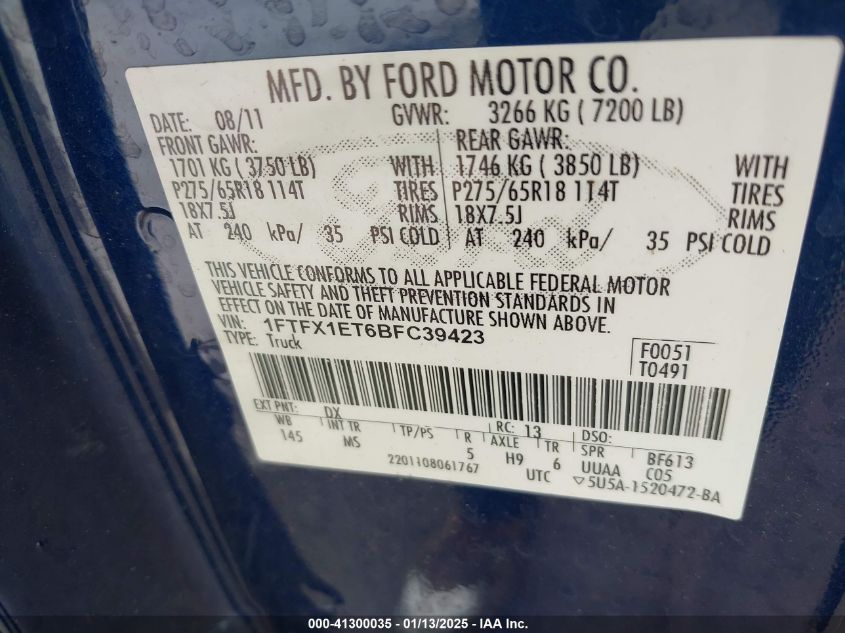 MFD. BY FORD MOTOR CO.
DATE: 08/11 GVWR: 3266 KG ( 7200 LB)
FRONT GAWR: REAR GAWR:
1701 KG ( 3750 LB) WITH 1746 KG ( 3850 LB) WITH
P275/65R18 114T TIRES P275/65R18 114T TIRES
18X7.5J RIMS 18X7.5J RIMS
AT 240 kPa/ 35 PSI COLD AT 240 kPa/ 35 PSI COLD
THIS VEHICLE CONFORMS TO ALL APPLICABLE FEDERAL MOTOR
VEHICLE SAFETY AND THEFT PREVENTION STANDARDS IN
EFFECT ON THE DATE OF MANUFACTURE SHOWN ABOVE.
VIN: 1FTFX1ET6BFC39423
TYPE: Truck
F0051
T0491
EXT PNT: DX RC: 13 DSO:
WB INT TR TP/PS R AXLE TR SPR BF613
145 MS 5 H9 6 UUAA C05
2201108061767 UTC ▽5U5A-1520472-BA
000-41300035 - 01/13/2025 - IAA Inc.